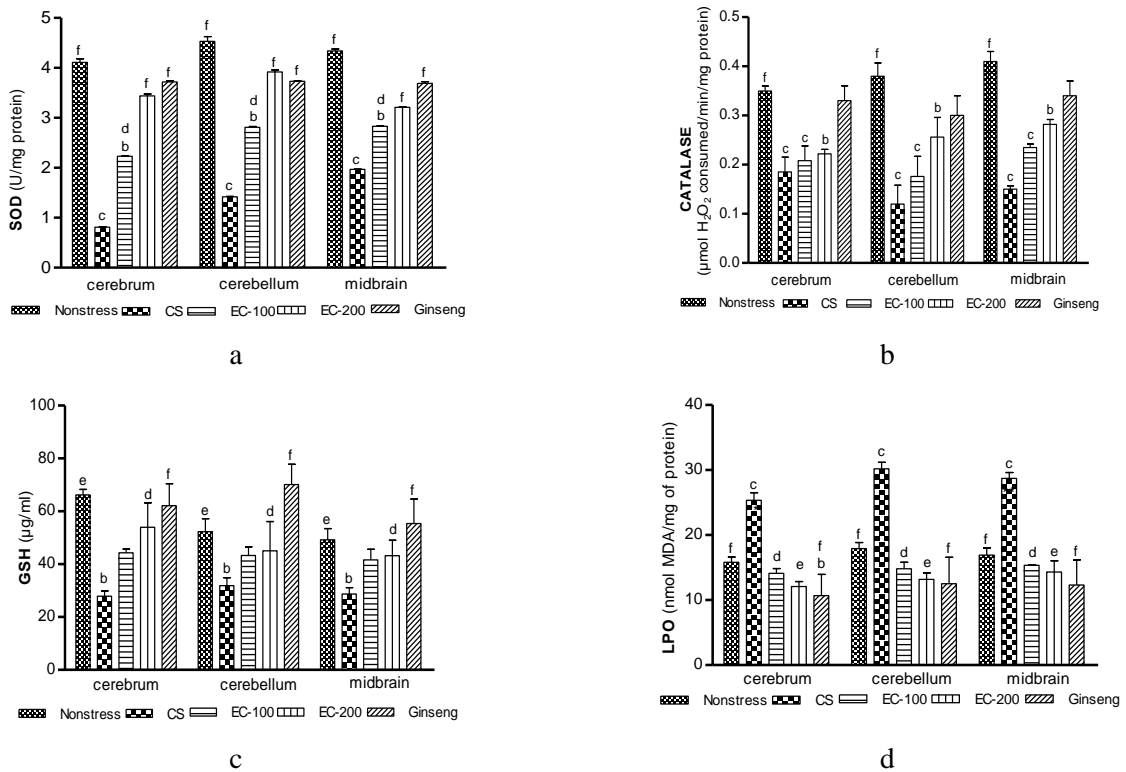 5
4
3
2
1
0
SOD (U/mg protein)
f
c
d
b
f
f
f
c
d
b
f
f
f
c
d
b
f
f
cerebrum cerebellum midbrain
Nonstress CS EC-100 EC-200 Ginseng
a
0.5
0.4
0.3
0.2
0.1
0.0
CATALASE
(µmol H₂O₂ consumed/min/mg protein)
f
c
c
b
f
c
c
b
f
c
c
b
cerebrum cerebellum midbrain
Nonstress CS EC-100 EC-200 Ginseng
b
100
80
60
40
20
0
GSH (µg/ml)
e
b
d
f
e
b
d
f
e
b
d
f
cerebrum cerebellum midbrain
Nonstress CS EC-100 EC-200 Ginseng
c
40
30
20
10
0
LPO (nmol MDA/mg of protein)
f
c
d
e
f
b
f
c
d
e
f
f
c
d
e
f
cerebrum cerebellum midbrain
Nonstress CS EC-100 EC-200 Ginseng
d